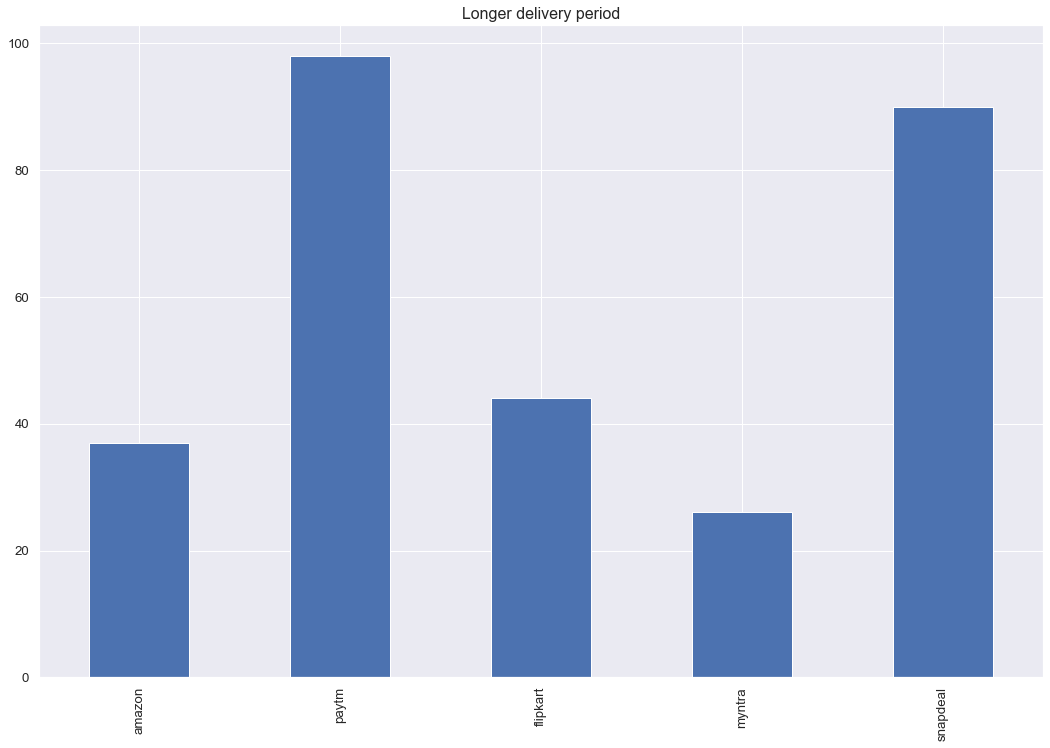 Longer delivery period
100
80
60
40
20
0
amazon
paytm
flipkart
myntra
snapdeal